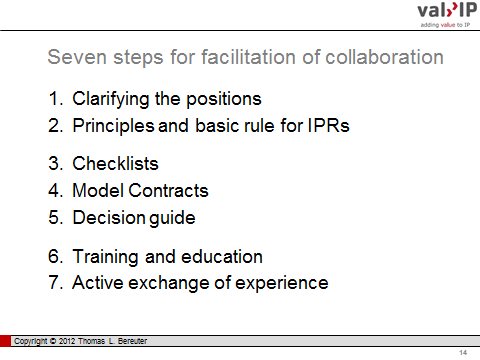 val IP
adding value to IP
Seven steps for facilitation of collaboration
1. Clarifying the positions
2. Principles and basic rule for IPRs
3. Checklists
4. Model Contracts
5. Decision guide
6. Training and education
7. Active exchange of experience
Copyright © 2012 Thomas L. Bereuter
14